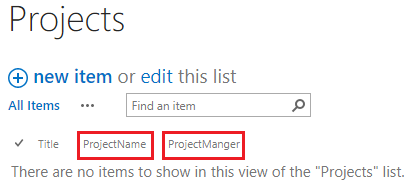 Projects
new item or edit this list
All Items ... Find an item
Title ProjectName ProjectManger
There are no items to show in this view of the "Projects" list.